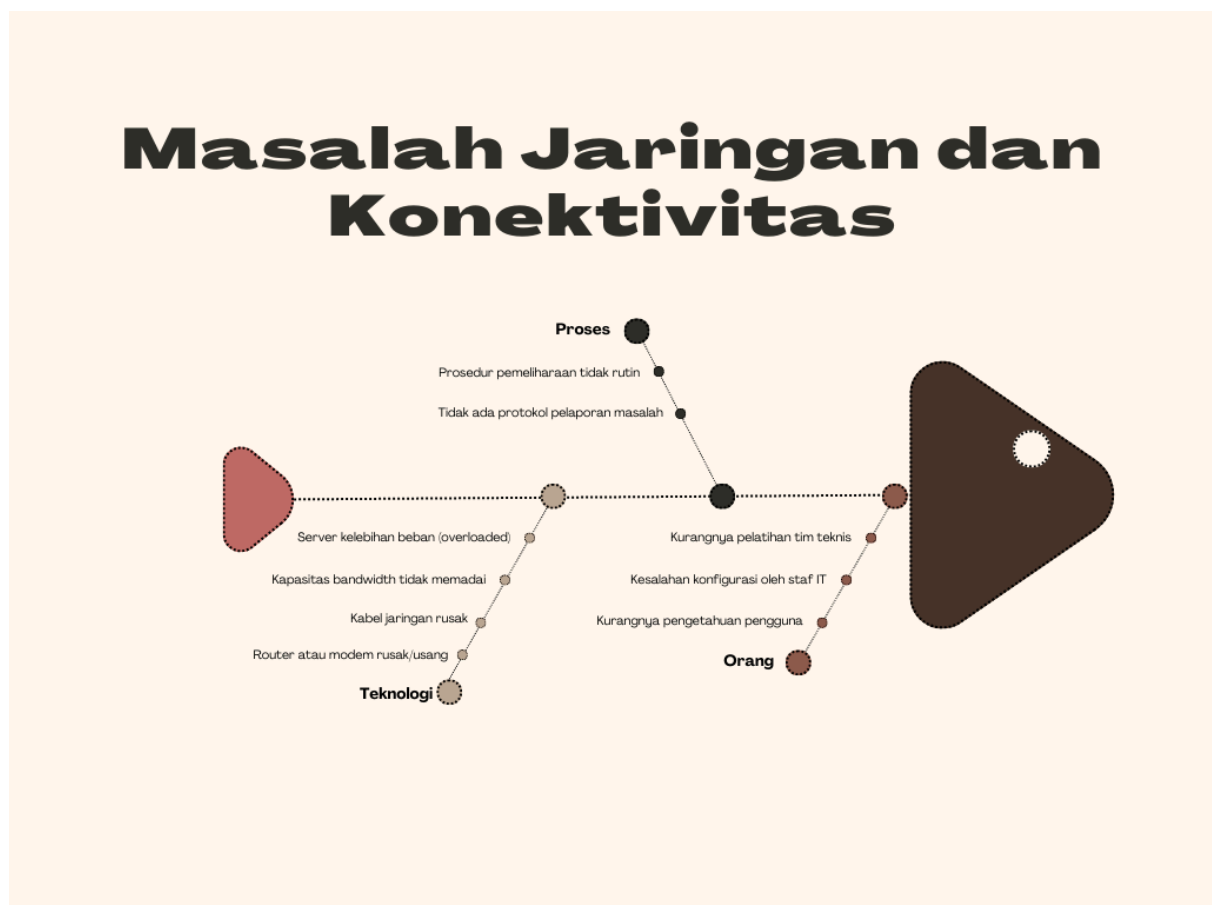 Masalah Jaringan dan
Konektivitas
Proses
Prosedur pemeliharaan tidak rutin
Tidak ada protokol pelaporan masalah
Server kelebihan beban (overloaded)
Kapasitas bandwidth tidak memadai
Kabel jaringan rusak
Router atau modem rusak/usang
Teknologi
Kurangnya pelatihan tim teknis
Kesalahan konfigurasi oleh staf IT
Kurangnya pengetahuan pengguna
Orang